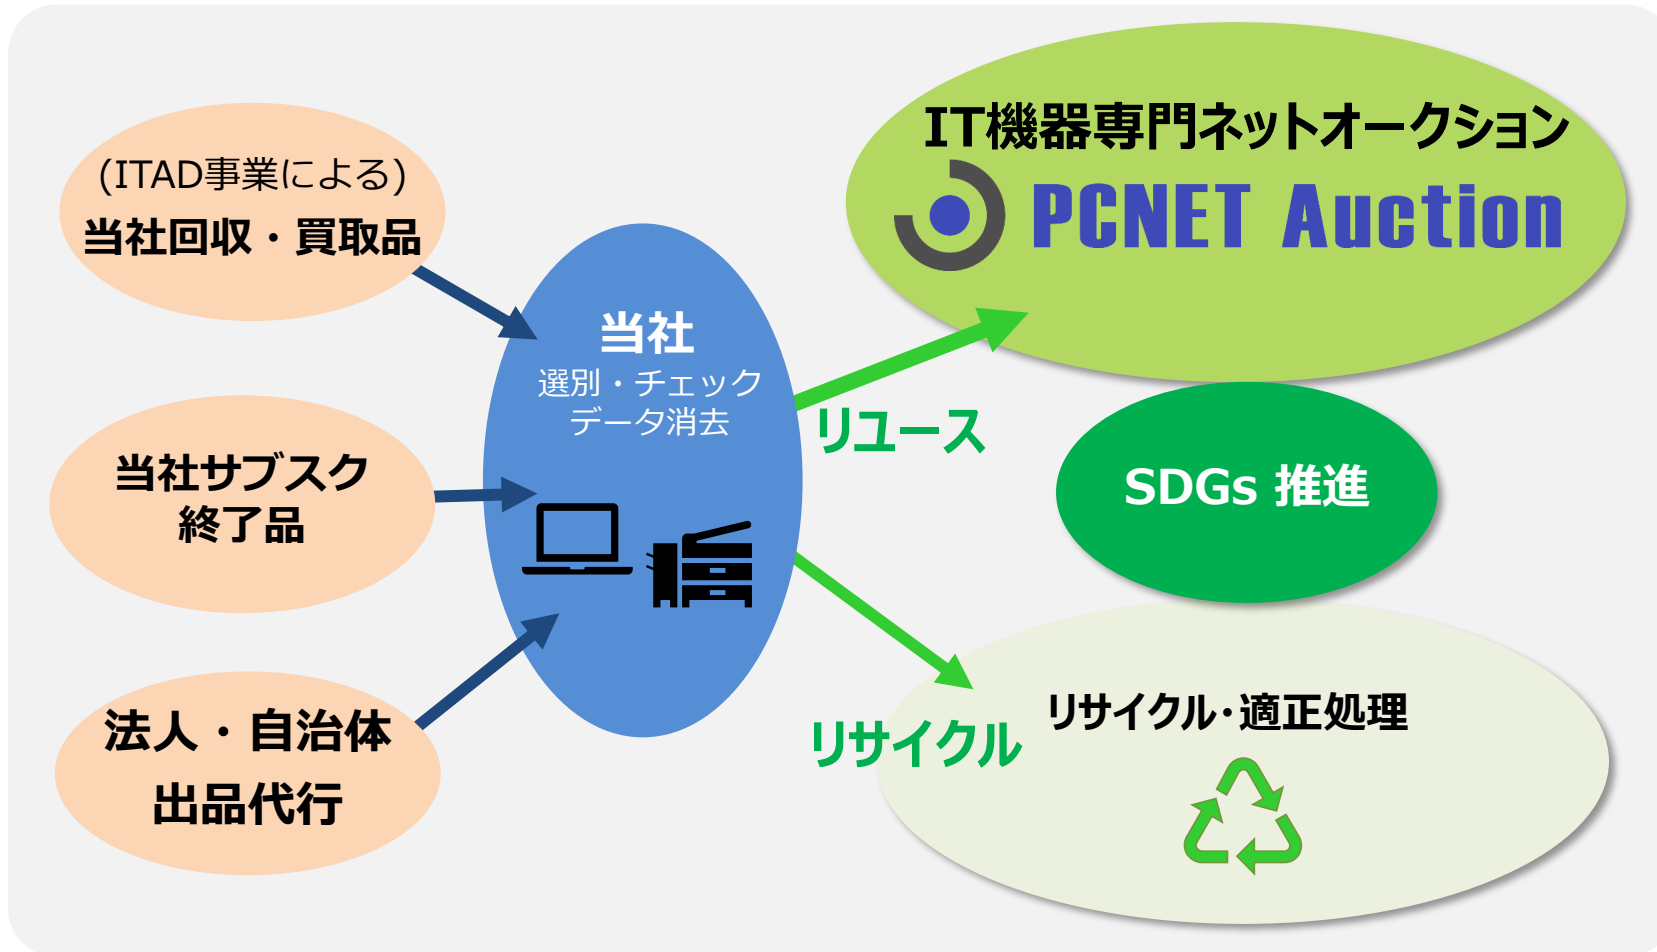 (ITAD事業による)
当社回収・買取品
当社サブスク
終了品
法人・自治体
出品代行
当社
選別・チェック
データ消去
リユース
リサイクル
IT機器専門ネットオークション
PCNET Auction
SDGs 推進
リサイクル・適正処理